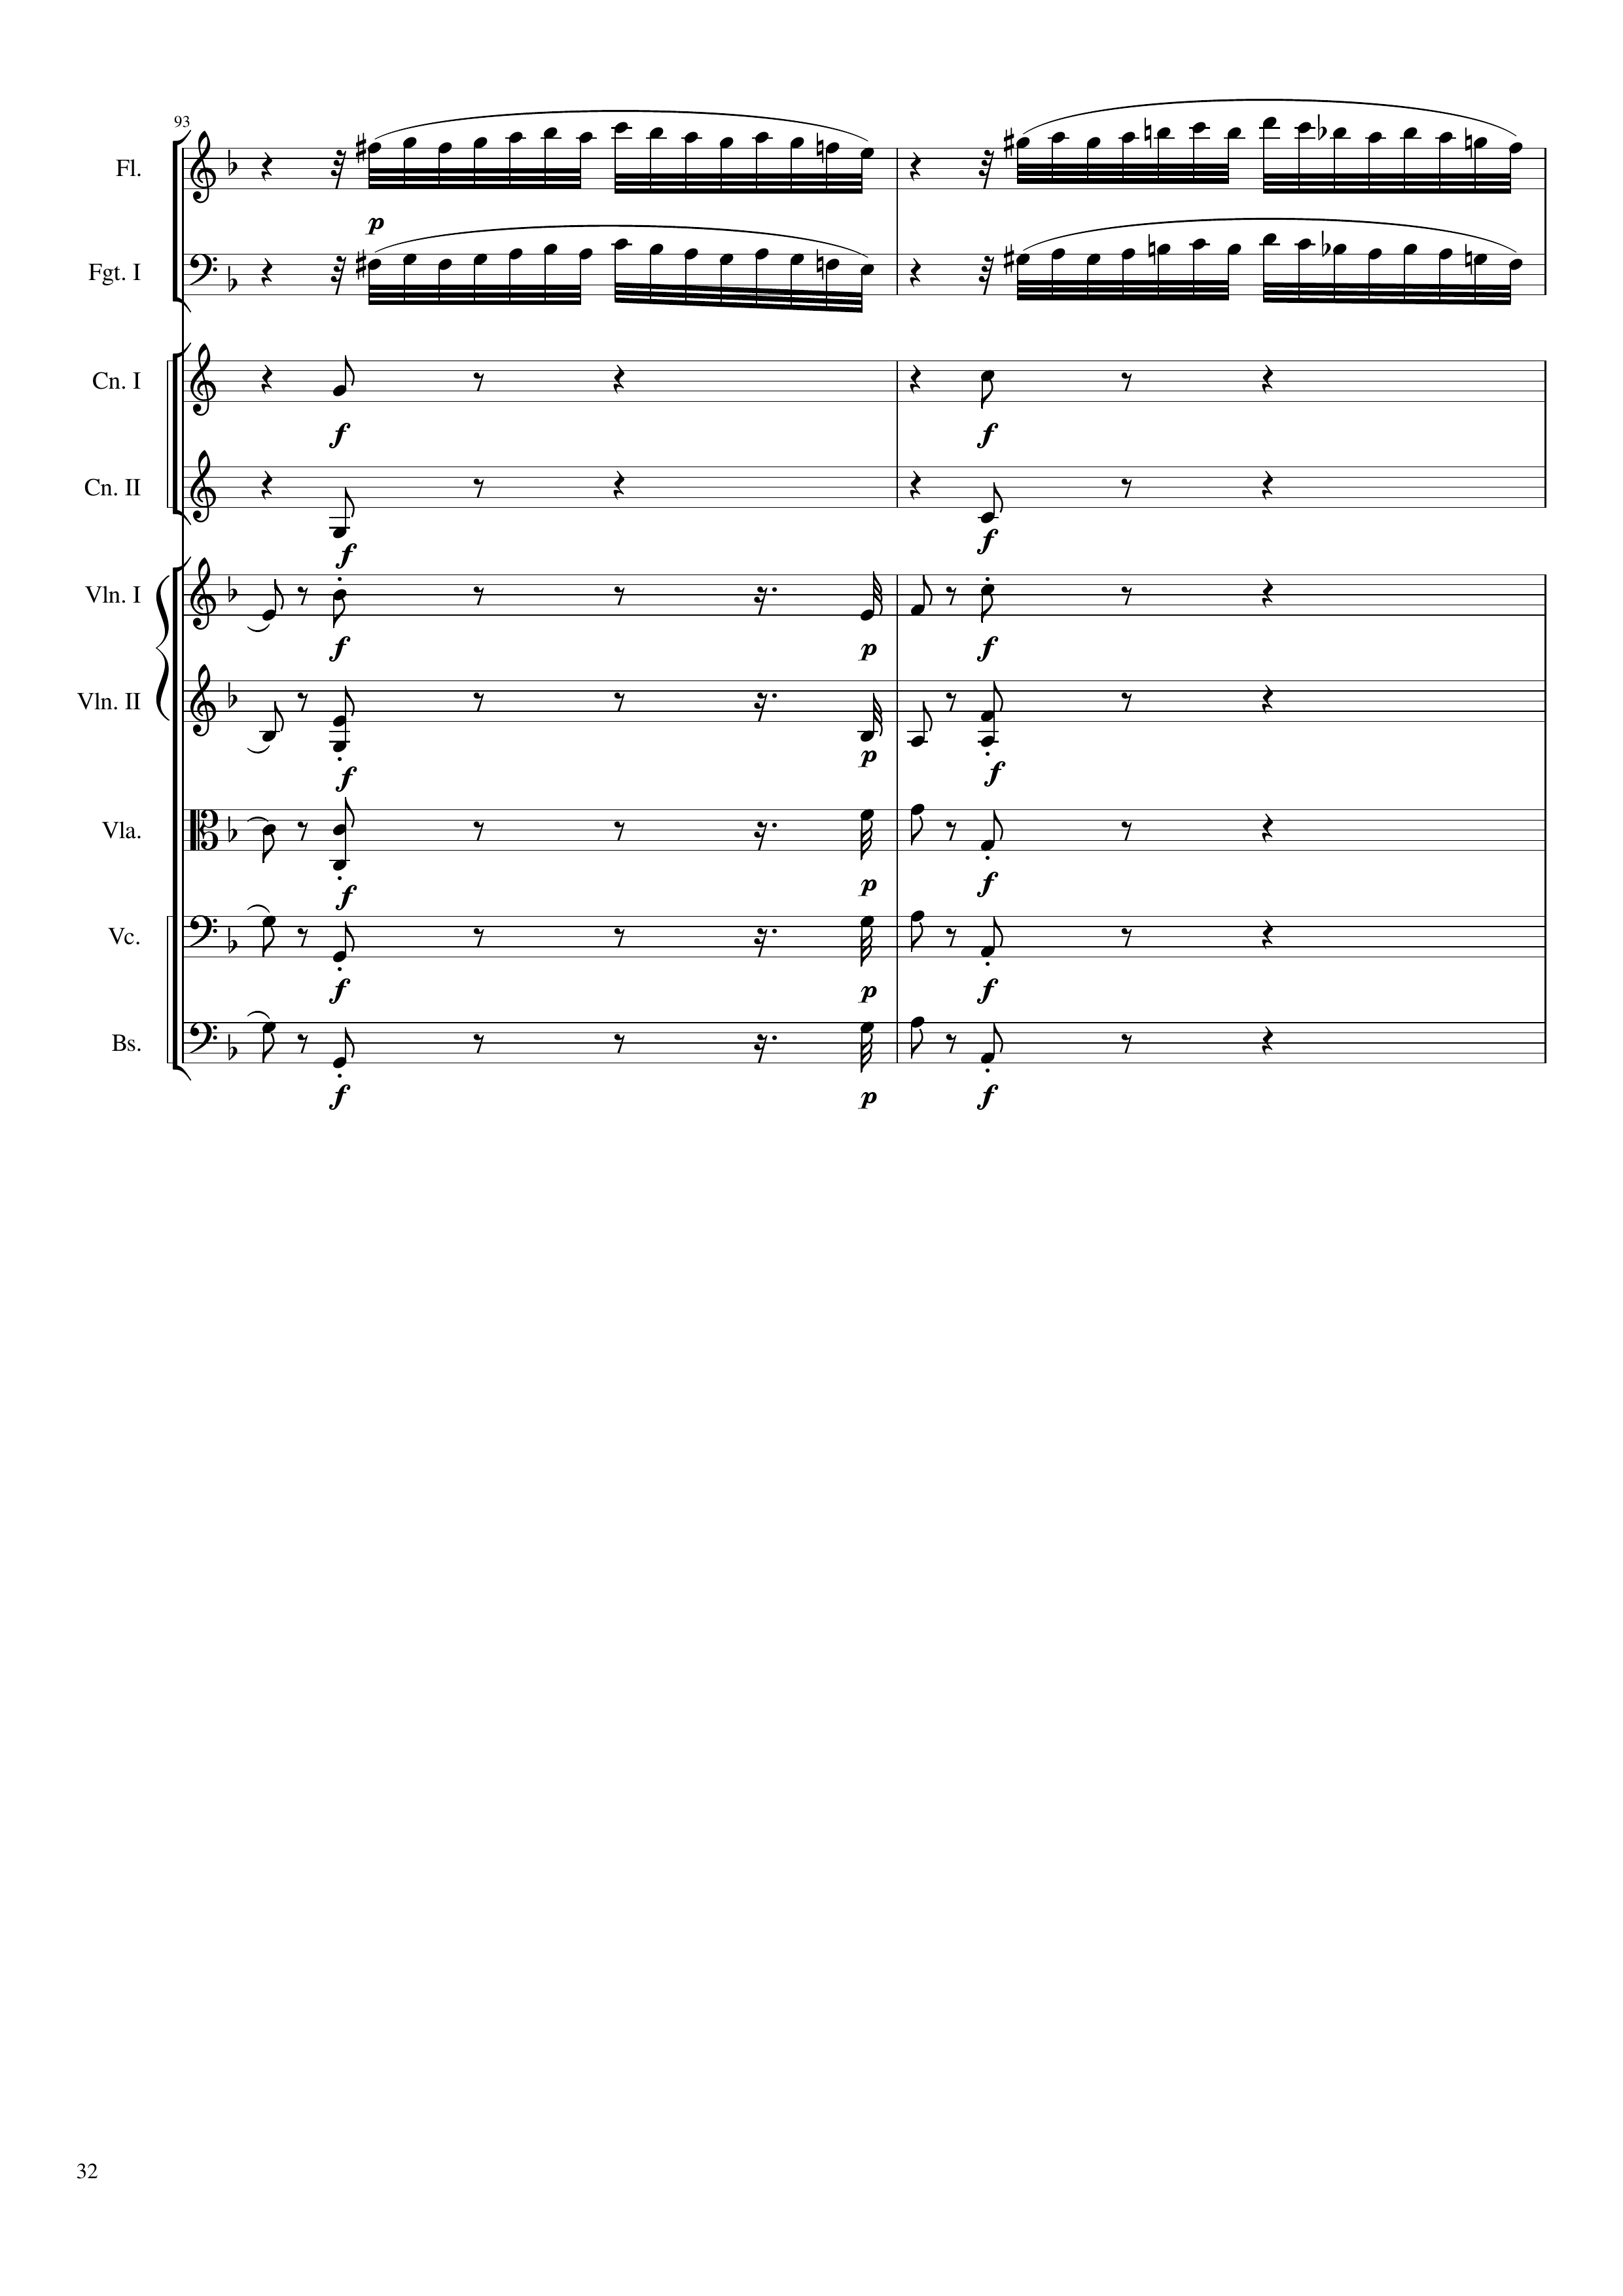 93
Fl.
p
Fgt. I
Cn. I
f f
Cn. II
f f
Vln. I
f p f
Vln. II
f p f
Vla.
f p f
Vc.
f p f
Bs.
f p f
32